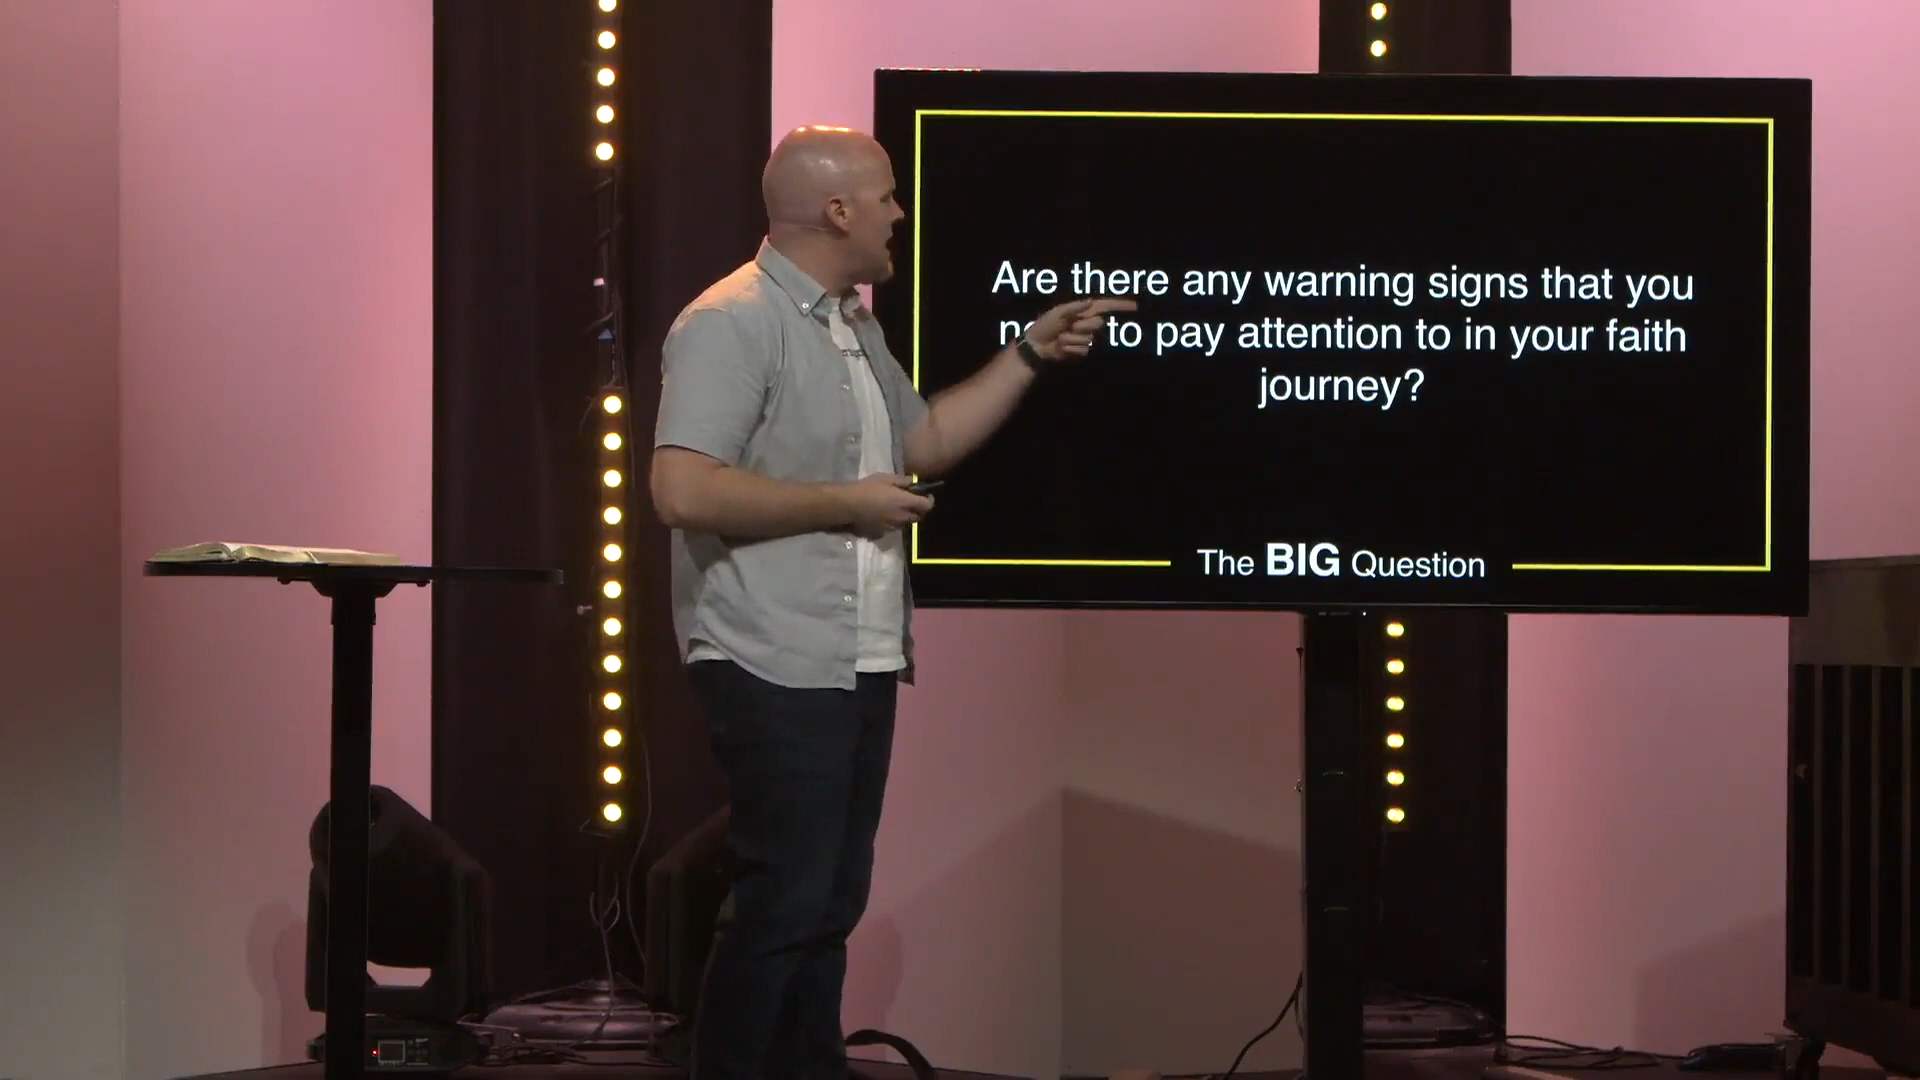 Are there any warning signs that you
to pay attention to in your faith
journey?
The BIG Question